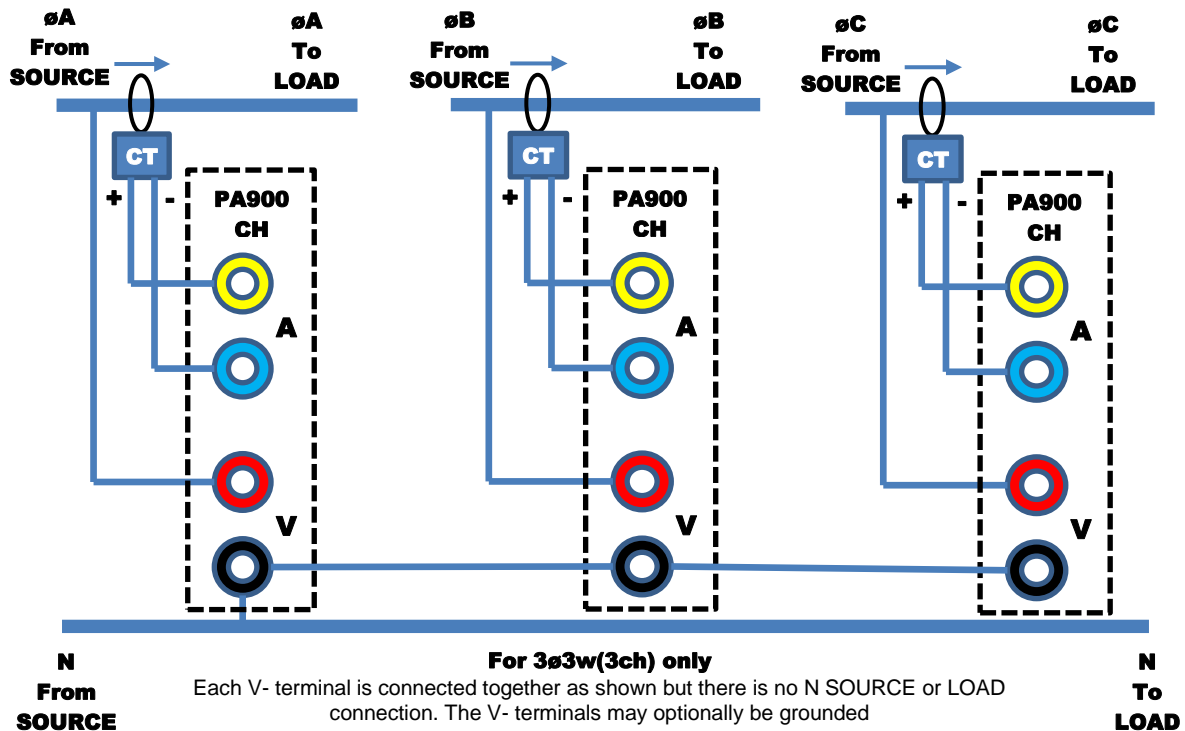 øA
From
SOURCE
øA
To
LOAD
øB
From
SOURCE
øB
To
LOAD
øC
From
SOURCE
øC
To
LOAD
CT
+ -
PA900
CH
A
V
CT
+ -
PA900
CH
A
V
CT
+ -
PA900
CH
A
V
N
From
SOURCE
For 3ø3w(3ch) only
Each V- terminal is connected together as shown but there is no N SOURCE or LOAD
connection. The V- terminals may optionally be grounded
N
To
LOAD